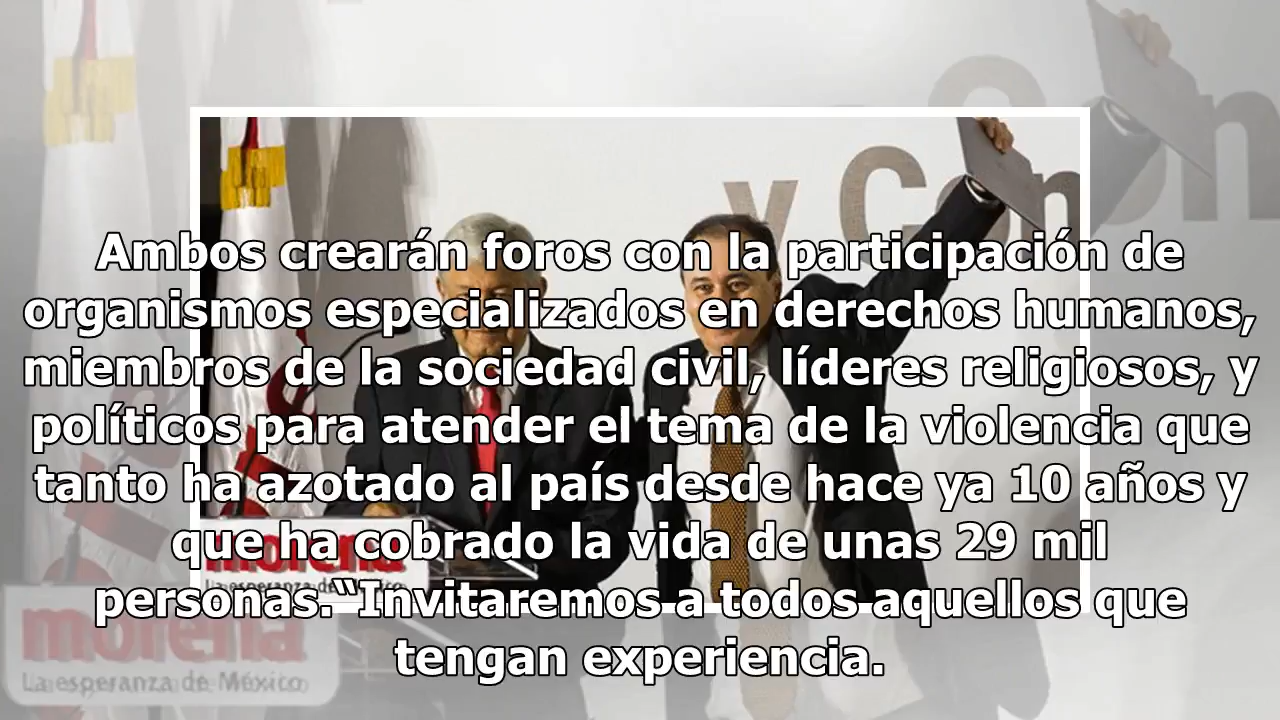 y Con
Ambos crearán foros con la participación de
organismos especializados en derechos humanos,
miembros de la sociedad civil, líderes religiosos, y
políticos para atender el tema de la violencia que
tanto ha azotado al país desde hace ya 10 años y
que ha cobrado la vida de unas 29 mil
personas.“Invitaremos a todos aquellos que
tengan experiencia.
morena
La esperanza de México
morena
La esperanza de México